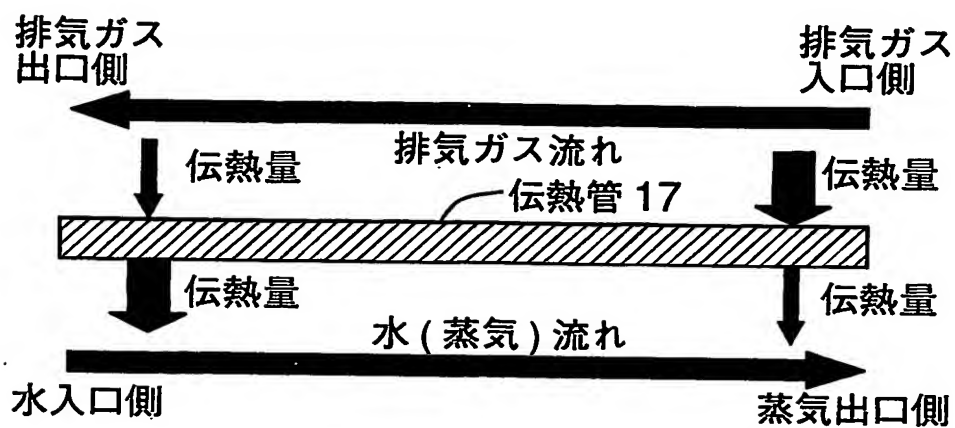 排気ガス
出口側
排気ガス
入口側
排気ガス流れ
伝熱量
伝熱量
伝熱管 17
伝熱量
伝熱量
水(蒸気)流れ
水入口側
蒸気出口側